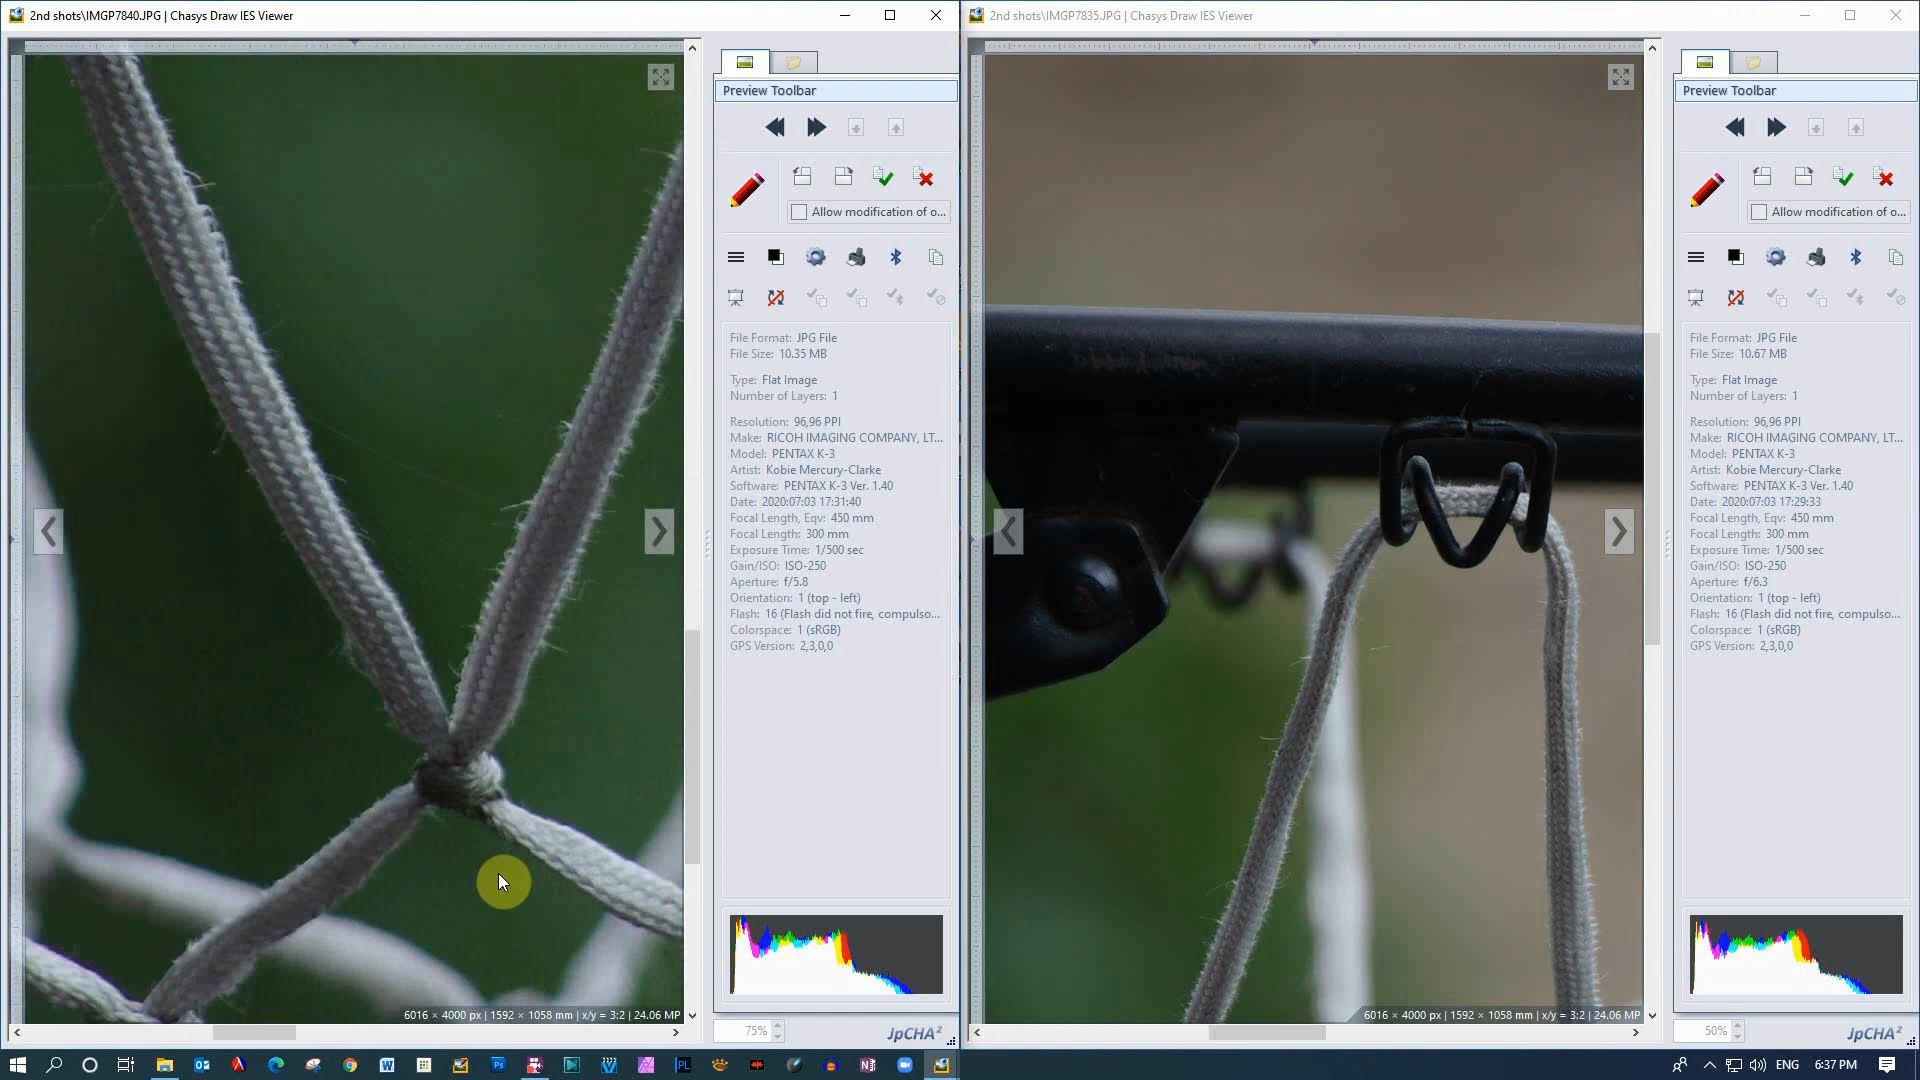 2nd shots\IMGP7840.JPG | Chasys Draw IES Viewer
Preview Toolbar
Allow modification of o...
File Format: JPG File
File Size: 10.35 MB
Type: Flat Image
Number of Layers: 1
Resolution: 96,96 PPI
Make: RICOH IMAGING COMPANY, LT...
Model: PENTAX K-3
Artist: Kobie Mercury-Clarke
Software: PENTAX K-3 Ver. 1.40
Date: 2020:07:03 17:31:40
Focal Length, Eqv: 450 mm
Focal Length: 300 mm
Exposure Time: 1/500 sec
Gain/ISO: ISO-250
Aperture: f/5.8
Orientation: 1 (top - left)
Flash: 16 (Flash did not fire, compulso...
Colorspace: 1 (sRGB)
GPS Version: 2,3,0,0
6016 × 4000 px | 1592 × 1058 mm | x/y = 3:2 | 24.06 MP
75%
JpCHA²
2nd shots\IMGP7835.JPG | Chasys Draw IES Viewer
Preview Toolbar
Allow modification of o...
File Format: JPG File
File Size: 10.67 MB
Type: Flat Image
Number of Layers: 1
Resolution: 96,96 PPI
Make: RICOH IMAGING COMPANY, LT...
Model: PENTAX K-3
Artist: Kobie Mercury-Clarke
Software: PENTAX K-3 Ver. 1.40
Date: 2020:07:03 17:29:33
Focal Length, Eqv: 450 mm
Focal Length: 300 mm
Exposure Time: 1/500 sec
Gain/ISO: ISO-250
Aperture: f/6.3
Orientation: 1 (top - left)
Flash: 16 (Flash did not fire, compulso...
Colorspace: 1 (sRGB)
GPS Version: 2,3,0,0
6016 × 4000 px | 1592 × 1058 mm | x/y = 3:2 | 24.06 MP
50%
JpCHA²
ENG
6:37 PM